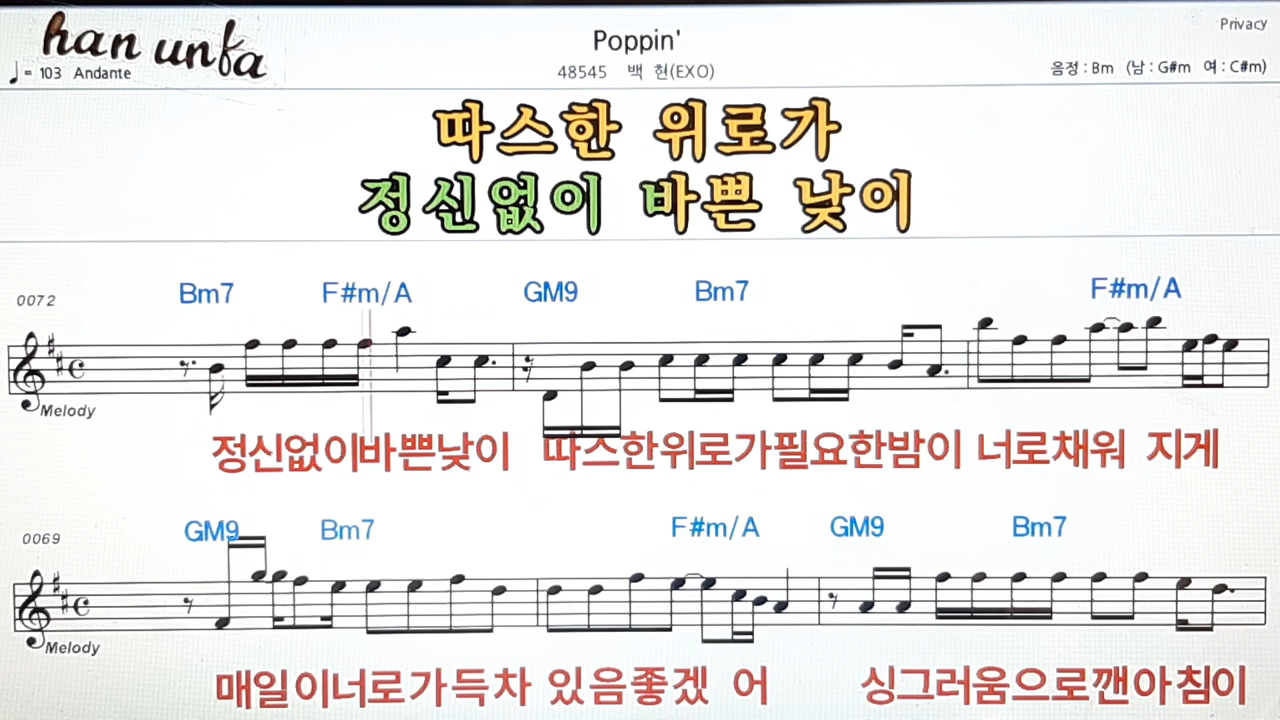 han unfa
Poppin'
Privacy
♩= 103 Andante
48545 백 현(EXO)
음정 : Bm (남 : G#m 여 : C#m)
따스한 위로가
정신없이 바쁜 낮이
0072 Bm7 F#m/A GM9 Bm7 F#m/A
Melody
정신없이바쁜낮이 따스한위로가필요한밤이 너로채워 지게
0069 GM9 Bm7 F#m/A GM9 Bm7
Melody
매일이너로가득차 있음좋겠 어 싱그러움으로깬아침이